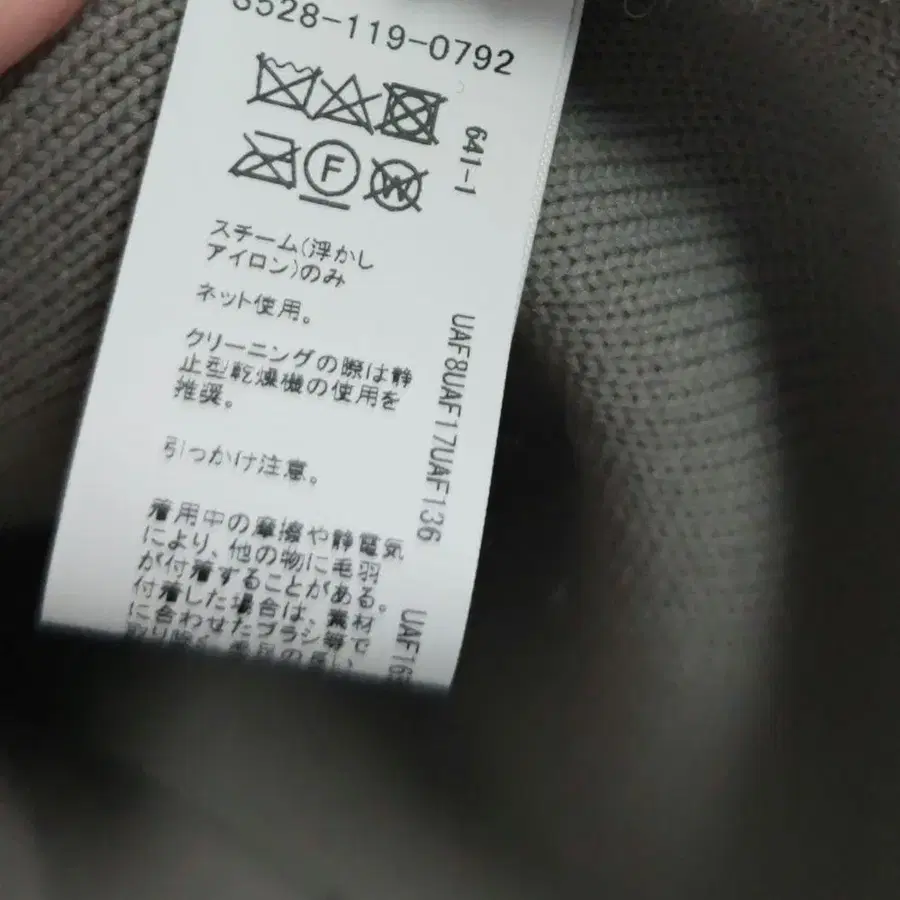 6528-119-0792
641-1
F
W
スチーム(浮かし
アイロン)のみ
ネット使用。
クリーニングの際は静
止型乾燥機の使用を
推奨。
引っかけ注意。
着用中の摩擦や静電気
により、他の物に毛羽
が付着することがある。
付着した場合は、素材
に合わせたブラシ等で
UAF8UAF17UAF136
UAF16